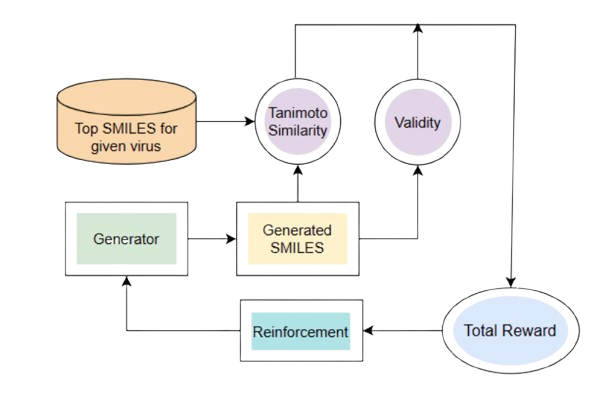 Top SMILES for
given virus
Tanimoto
Similarity
Validity
Generator
Generated
SMILES
Reinforcement
Total Reward